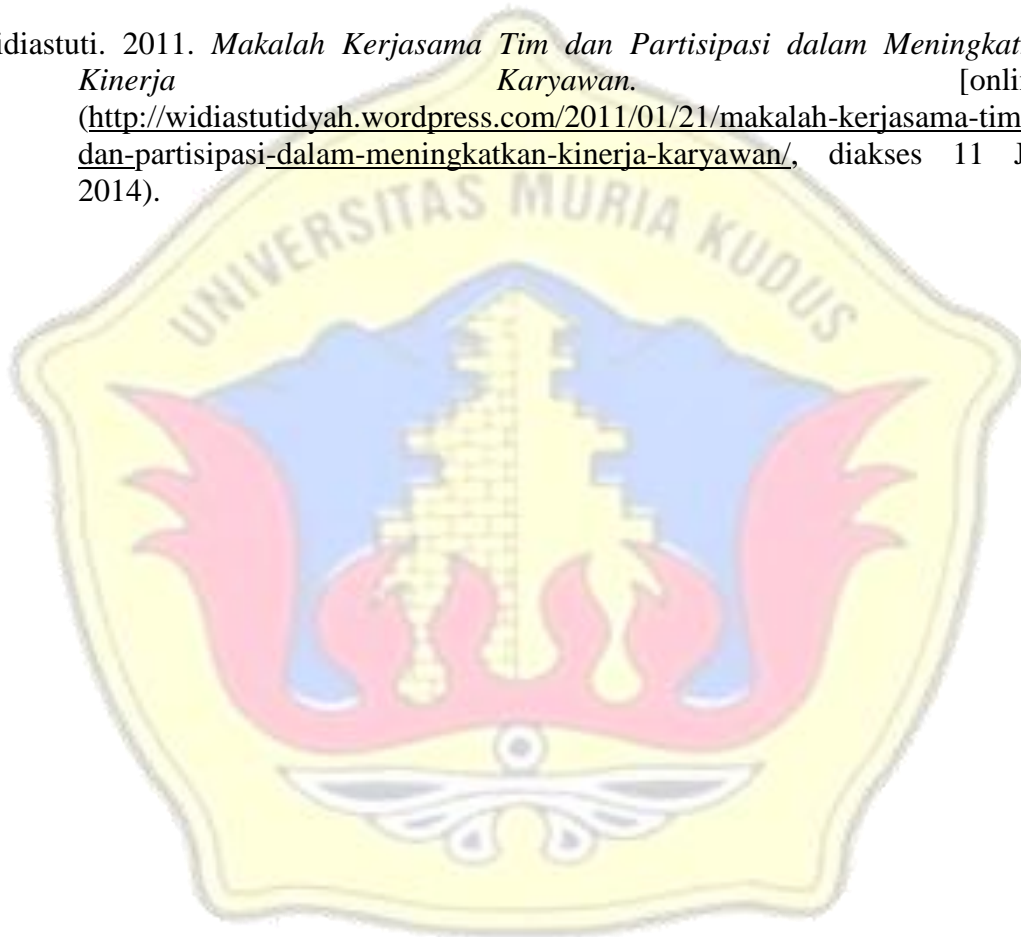 idiastuti. 2011. Makalah Kerjasama Tim dan Partisipasi dalam Meningkat
Kinerja Karyawan. [onli
(http://widiastutidyah.wordpress.com/2011/01/21/makalah-kerjasama-tim
dan-partisipasi-dalam-meningkatkan-kinerja-karyawan/, diakses 11 J
2014).
UNIVERSITAS MURIA KUDUS